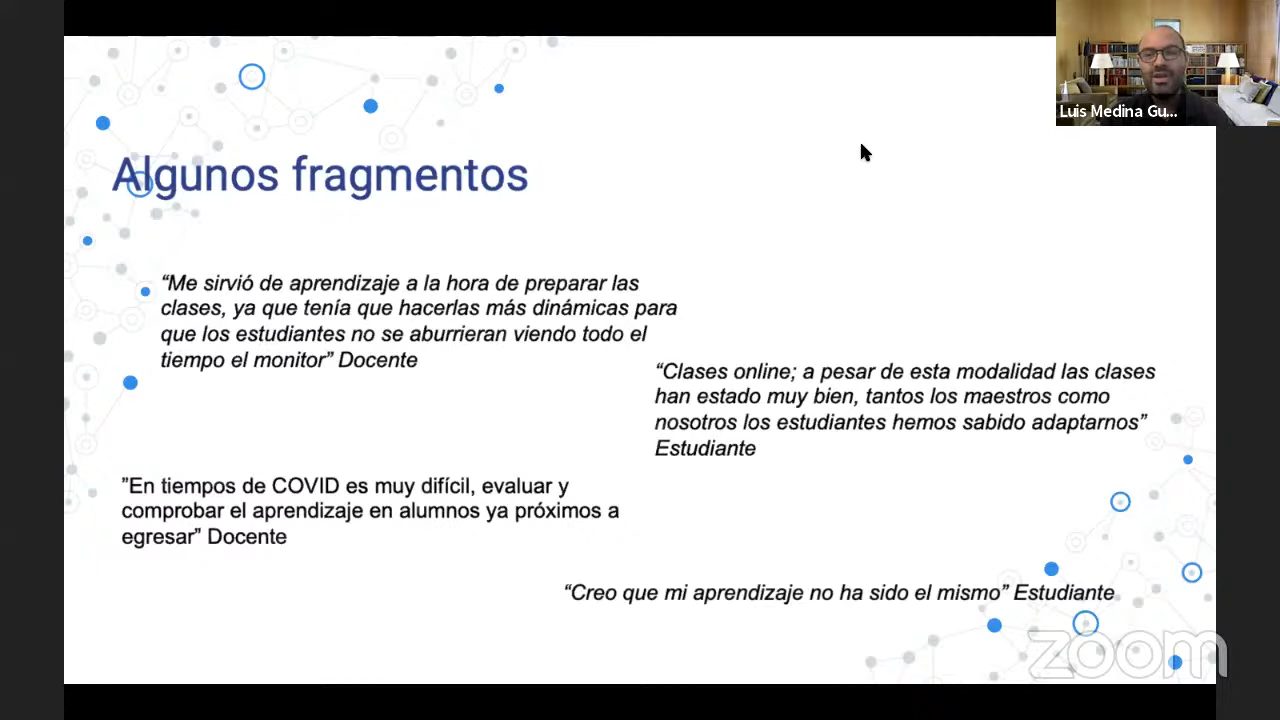 Luis Medina Gu...
Algunos fragmentos
“Me sirvió de aprendizaje a la hora de preparar las
clases, ya que tenía que hacerlas más dinámicas para
que los estudiantes no se aburrieran viendo todo el
tiempo el monitor” Docente
“Clases online; a pesar de esta modalidad las clases
han estado muy bien, tantos los maestros como
nosotros los estudiantes hemos sabido adaptarnos”
Estudiante
”En tiempos de COVID es muy difícil, evaluar y
comprobar el aprendizaje en alumnos ya próximos a
egresar” Docente
“Creo que mi aprendizaje no ha sido el mismo” Estudiante
zoom